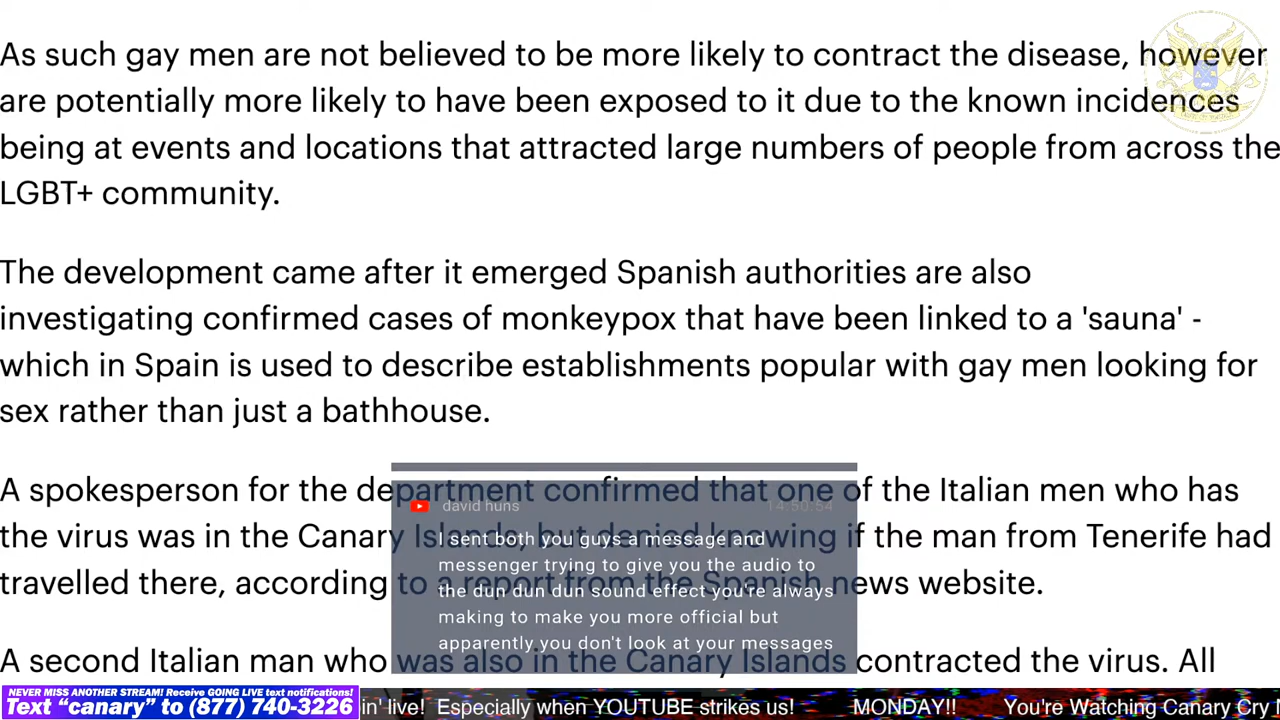 As such gay men are not believed to be more likely to contract the disease, however
are potentially more likely to have been exposed to it due to the known incidences
being at events and locations that attracted large numbers of people from across the
LGBT+ community.
The development came after it emerged Spanish authorities are also
investigating confirmed cases of monkeypox that have been linked to a 'sauna' -
which in Spain is used to describe establishments popular with gay men looking for
sex rather than just a bathhouse.
A spokesperson for the department confirmed that one of the Italian men who has
the virus was in the Canary Islands, but denied knowing if the man from Tenerife had
travelled there, according to a report from the Spanish news website.
A second Italian man who was also in the Canary Islands contracted the virus. All
david huns 14:50:54
I sent both you guys a message and
messenger trying to give you the audio to
the dun dun dun sound effect you're always
making to make you more official but
apparently you don't look at your messages
NEVER MISS ANOTHER STREAM! Receive GOING LIVE text notifications!
Text "canary" to (877) 740-3226
in' live! Especially when YOUTUBE strikes us! MONDAY!! You're Watching Canary Cry